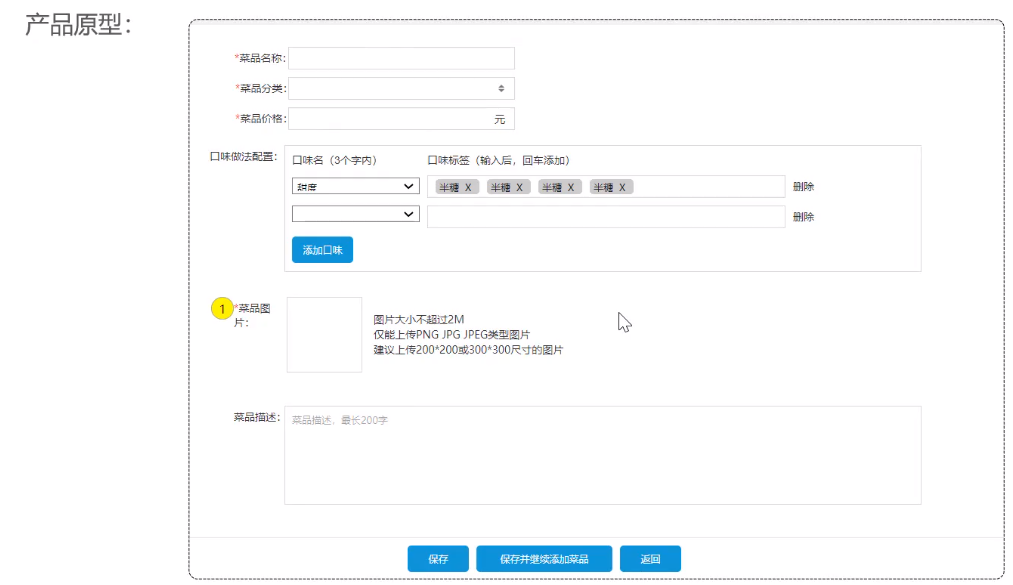 产品原型：
*菜品名称：
*菜品分类：
*菜品价格： 元
口味做法配置： 口味名（3个字内） 口味标签（输入后，回车添加）
甜度 半糖 X 半糖 X 半糖 X 半糖 X 删除
删除
添加口味
1 *菜品图
片：
图片大小不超过2M
仅能上传PNG JPG JPEG类型图片
建议上传200*200或300*300尺寸的图片
菜品描述： 菜品描述，最长200字
保存 保存并继续添加菜品 返回